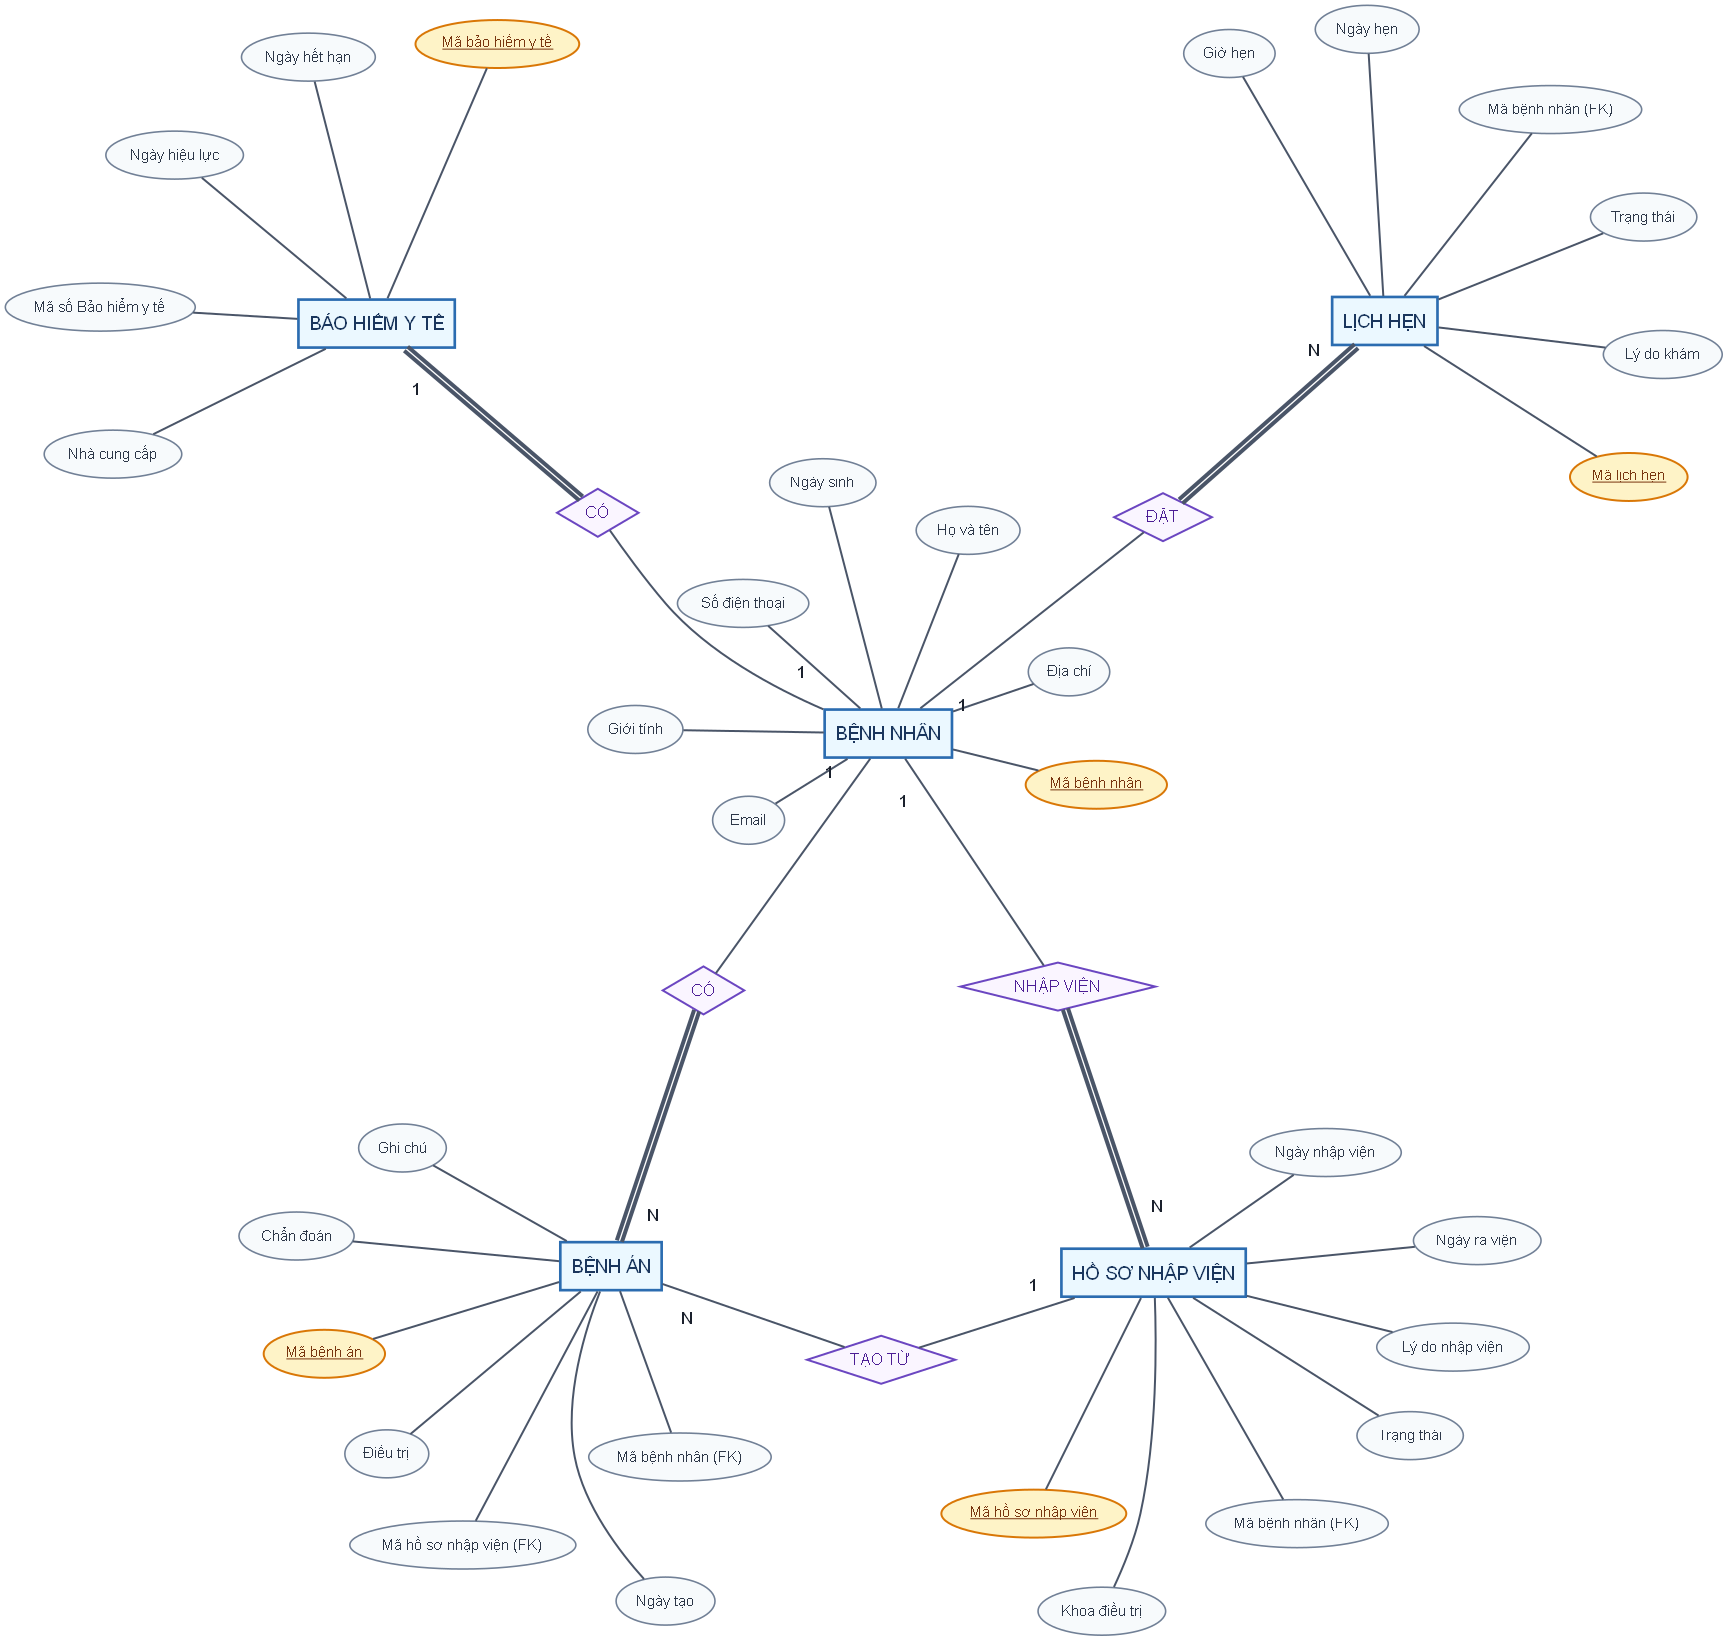 Mã bảo hiểm y tế
Ngày hết hạn
Ngày hiệu lực
Mã số Bảo hiểm y tế
Nhà cung cấp
BẢO HIỂM Y TẾ
1
CÓ
1
Giờ hẹn
Ngày hẹn
Mã bệnh nhân (FK)
Trạng thái
Lý do khám
Mã lịch hẹn
LỊCH HẸN
N
ĐẶT
1
Ngày sinh
Họ và tên
Số điện thoại
Địa chỉ
Giới tính
BỆNH NHÂN
Mã bệnh nhân
Email
1
1
CÓ
NHẬP VIỆN
N
N
Ghi chú
Chẩn đoán
BỆNH ÁN
Mã bệnh án
Điều trị
Mã bệnh nhân (FK)
Mã hồ sơ nhập viện (FK)
Ngày tạo
N
TẠO TỪ
1
HỒ SƠ NHẬP VIỆN
Ngày nhập viện
Ngày ra viện
Lý do nhập viện
Trạng thái
Mã bệnh nhân (FK)
Mã hồ sơ nhập viện
Khoa điều trị